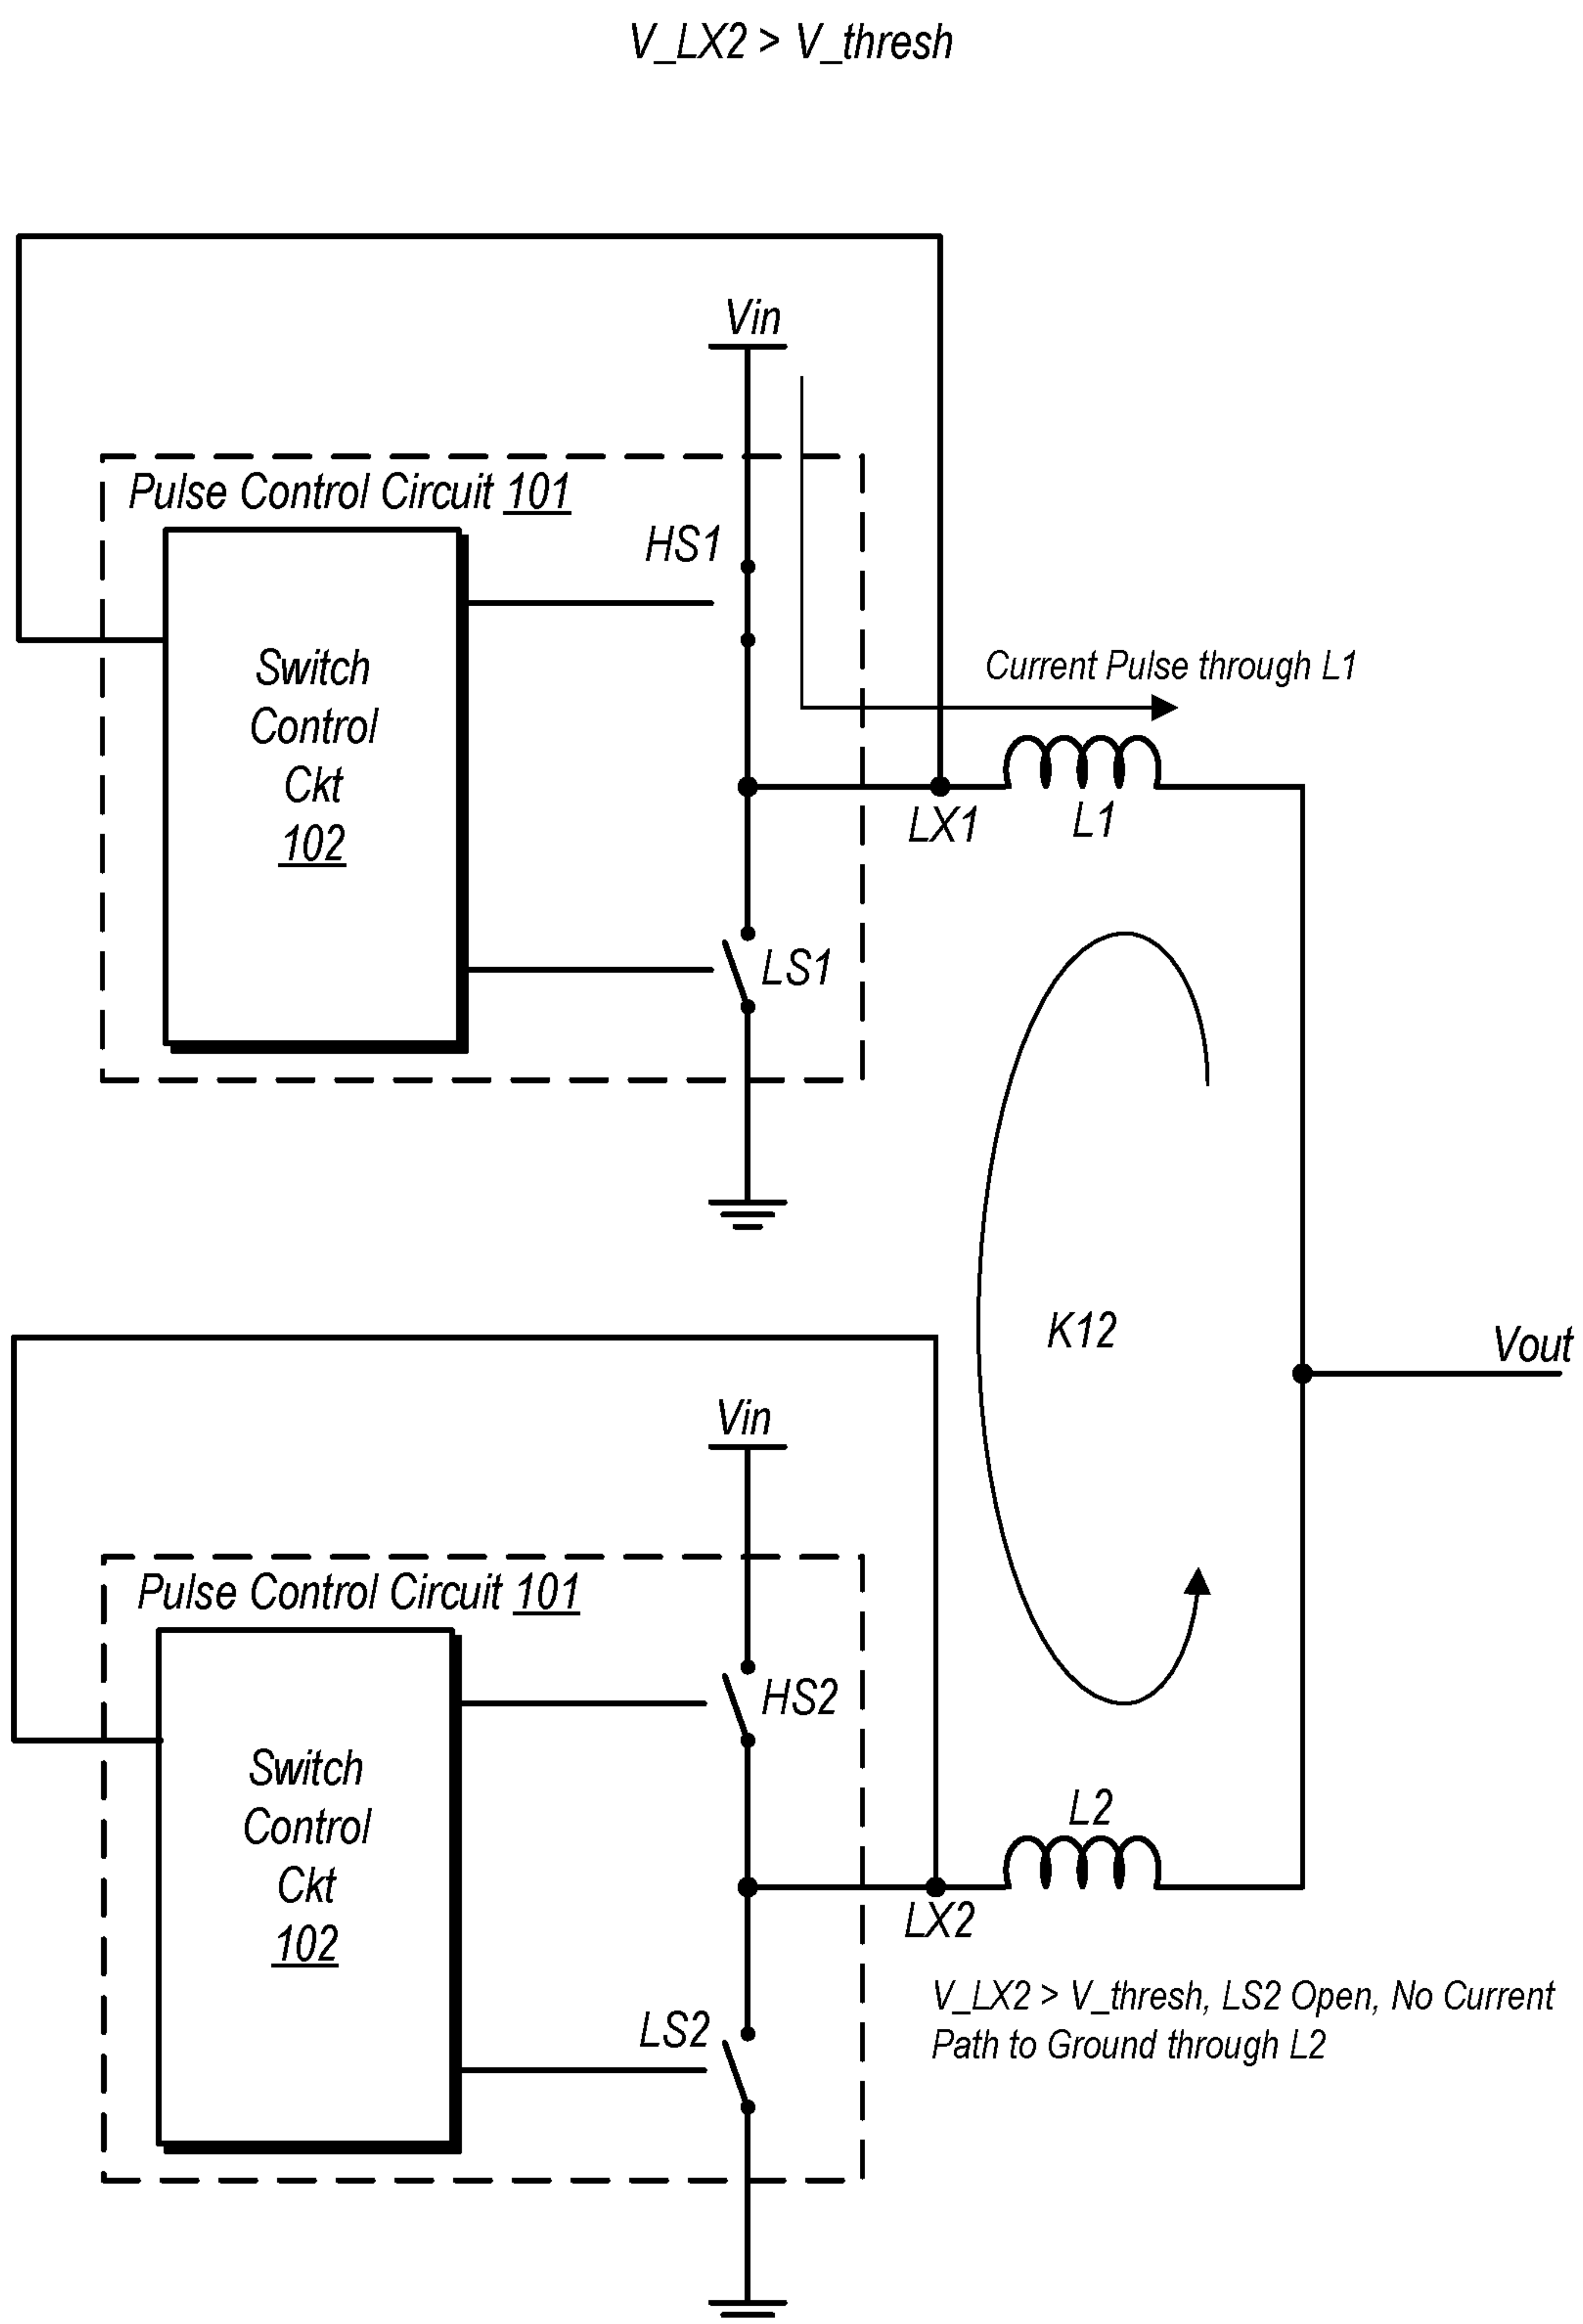 V_LX2 > V_thresh
Vin
Pulse Control Circuit 101
HS1
Switch
Control
Ckt
102
Current Pulse through L1
LX1
L1
LS1
K12
Vout
Vin
Pulse Control Circuit 101
HS2
Switch
Control
Ckt
102
L2
LX2
V_LX2 > V_thresh, LS2 Open, No Current
Path to Ground through L2
LS2